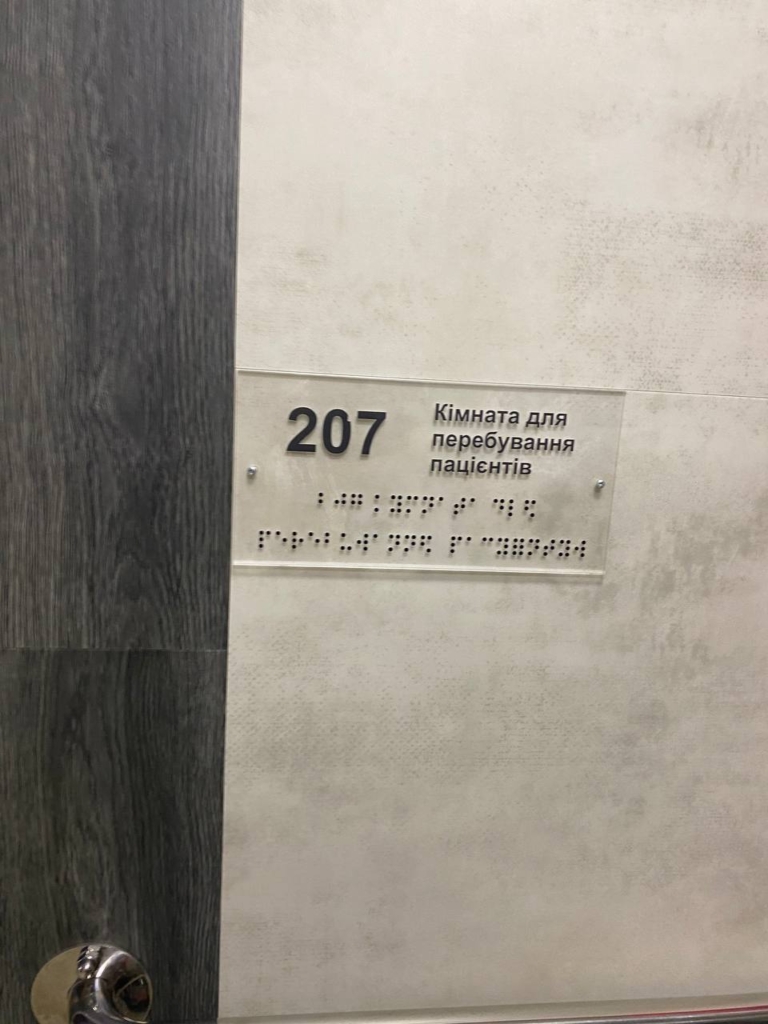 207
Кімната для
перебування
пацієнтів